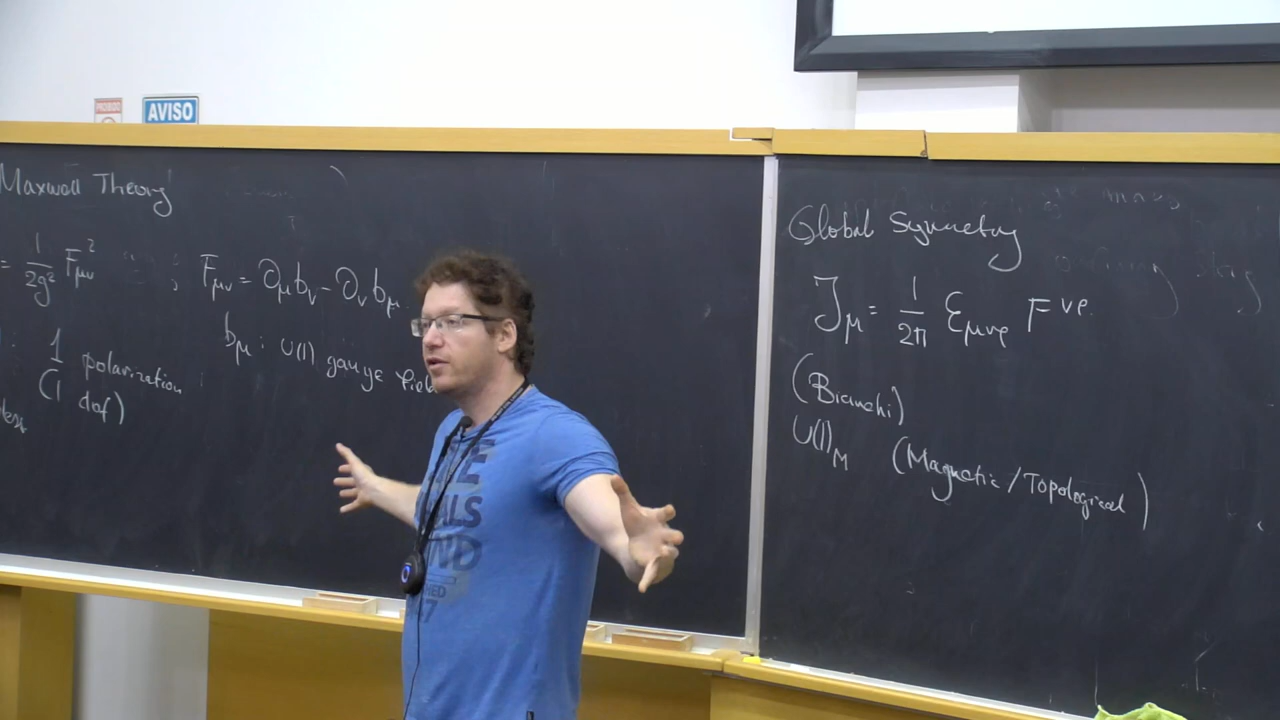 AVISO
Maxwell Theory
= 1/2g² F_μν² ; F_μν = ∂_μ b_ν - ∂_ν b_μ
b_μ : U(1) gauge
1 polarization
(1 dof)
Global Symmetry
J_μ = 1/2π ε_μνρ F^νρ
(Bianchi)
U(1)_M (Magnetic/Topological)